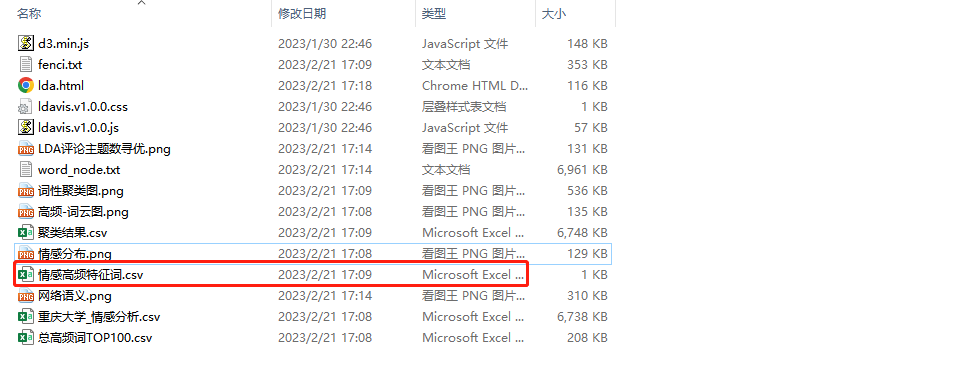 名称 修改日期 类型 大小
d3.min.js 2023/1/30 22:46 JavaScript 文件 148 KB
fenci.txt 2023/2/21 17:09 文本文档 353 KB
lda.html 2023/2/21 17:18 Chrome HTML D... 116 KB
ldavis.v1.0.0.css 2023/1/30 22:46 层叠样式表文档 1 KB
ldavis.v1.0.0.js 2023/1/30 22:46 JavaScript 文件 57 KB
LDA评论主题数寻优.png 2023/2/21 17:14 看图王 PNG 图片... 131 KB
word_node.txt 2023/2/21 17:14 文本文档 6,961 KB
词性聚类图.png 2023/2/21 17:09 看图王 PNG 图片... 536 KB
高频-词云图.png 2023/2/21 17:08 看图王 PNG 图片... 135 KB
聚类结果.csv 2023/2/21 17:09 Microsoft Excel ... 6,748 KB
情感分布.png 2023/2/21 17:08 看图王 PNG 图片... 129 KB
情感高频特征词.csv 2023/2/21 17:09 Microsoft Excel ... 1 KB
网络语义.png 2023/2/21 17:14 看图王 PNG 图片... 310 KB
重庆大学_情感分析.csv 2023/2/21 17:08 Microsoft Excel ... 6,738 KB
总高频词TOP100.csv 2023/2/21 17:08 Microsoft Excel ... 208 KB